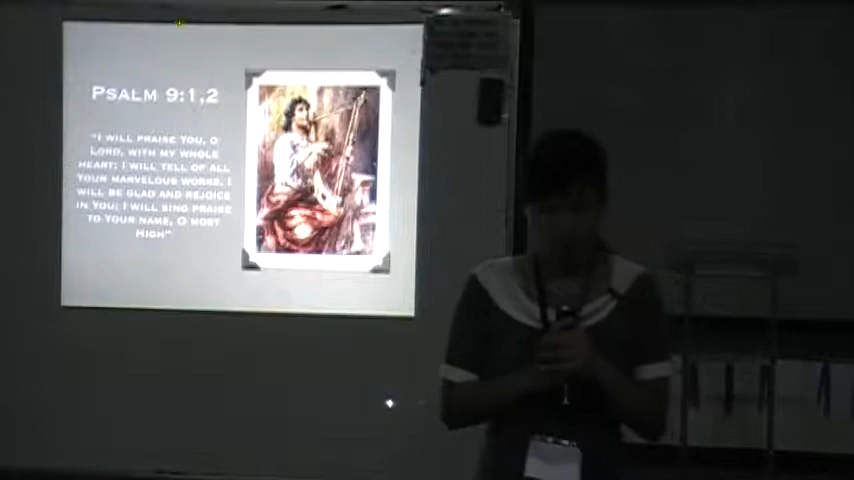 PSALM 9:1,2
"I WILL PRAISE YOU, O
LORD, WITH MY WHOLE
HEART; I WILL TELL OF ALL
YOUR MARVELOUS WORKS. I
WILL BE GLAD AND REJOICE
IN YOU; I WILL SING PRAISE
TO YOUR NAME, O MOST
HIGH"